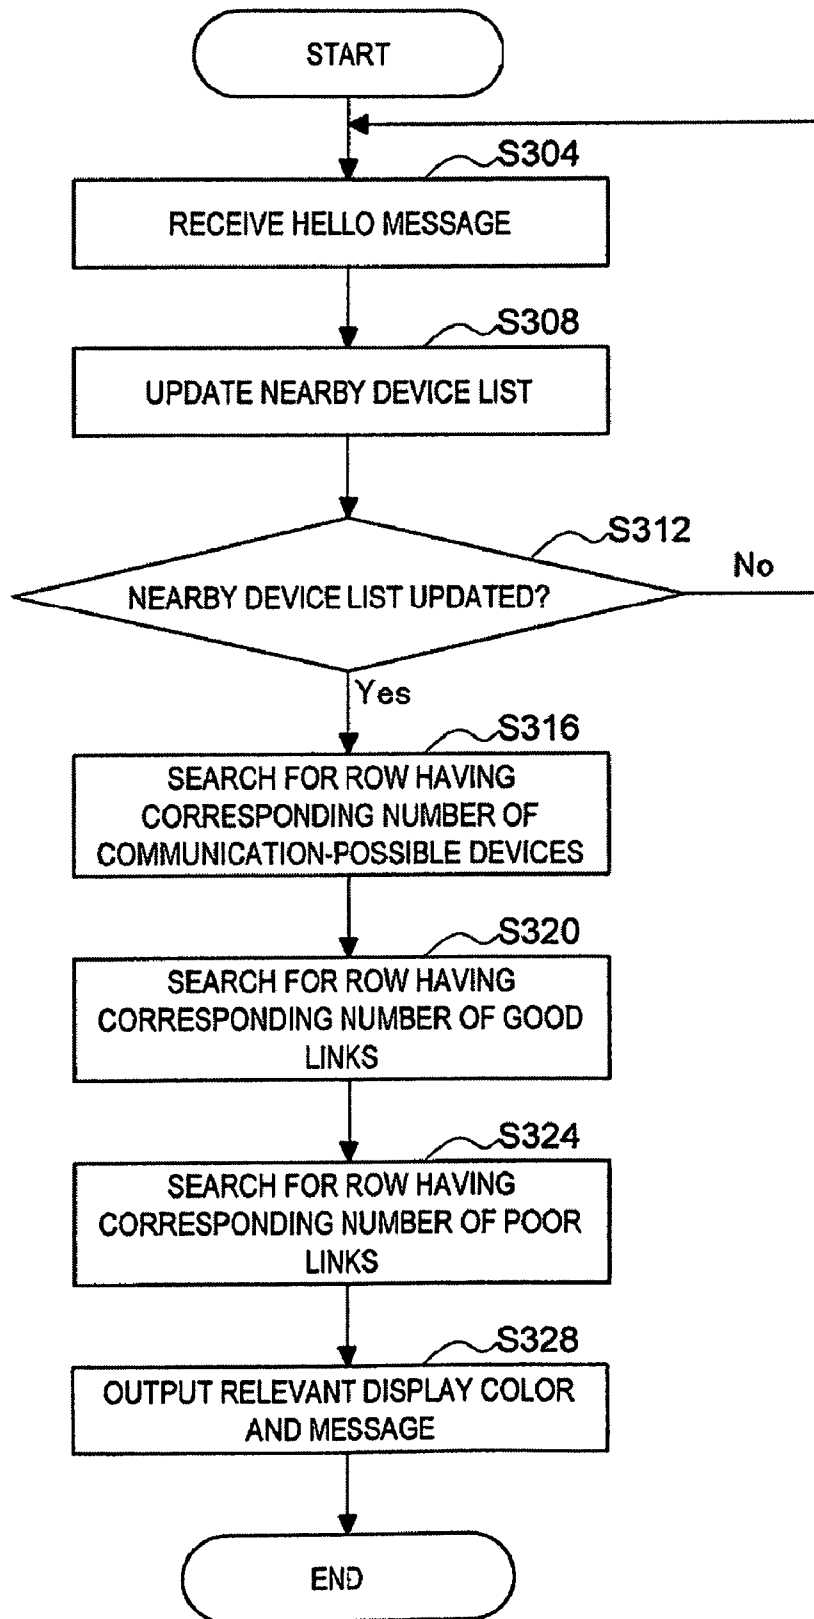 START
S304
RECEIVE HELLO MESSAGE
S308
UPDATE NEARBY DEVICE LIST
S312
NEARBY DEVICE LIST UPDATED?
No
Yes
S316
SEARCH FOR ROW HAVING
CORRESPONDING NUMBER OF
COMMUNICATION-POSSIBLE DEVICES
S320
SEARCH FOR ROW HAVING
CORRESPONDING NUMBER OF GOOD
LINKS
S324
SEARCH FOR ROW HAVING
CORRESPONDING NUMBER OF POOR
LINKS
S328
OUTPUT RELEVANT DISPLAY COLOR
AND MESSAGE
END